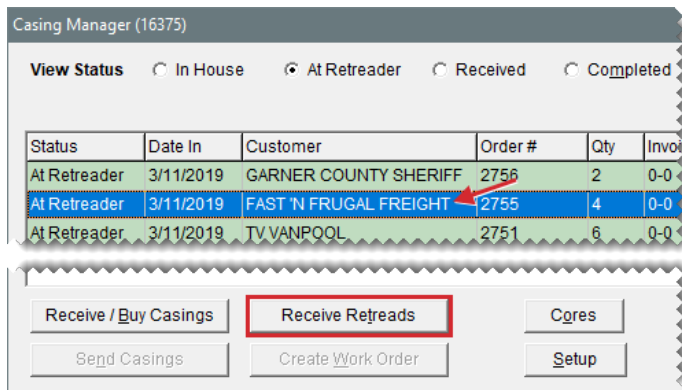 Casing Manager (16375)
View Status In House At Retreader Received Completed
Status Date In Customer Order # Qty Invoi
At Retreader 3/11/2019 GARNER COUNTY SHERIFF 2756 2 0-0
At Retreader 3/11/2019 FAST 'N FRUGAL FREIGHT 2755 4 0-0
At Retreader 3/11/2019 TV VANPOOL 2751 6 0-0
Receive / Buy Casings Receive Retreads Cores
Send Casings Create Work Order Setup